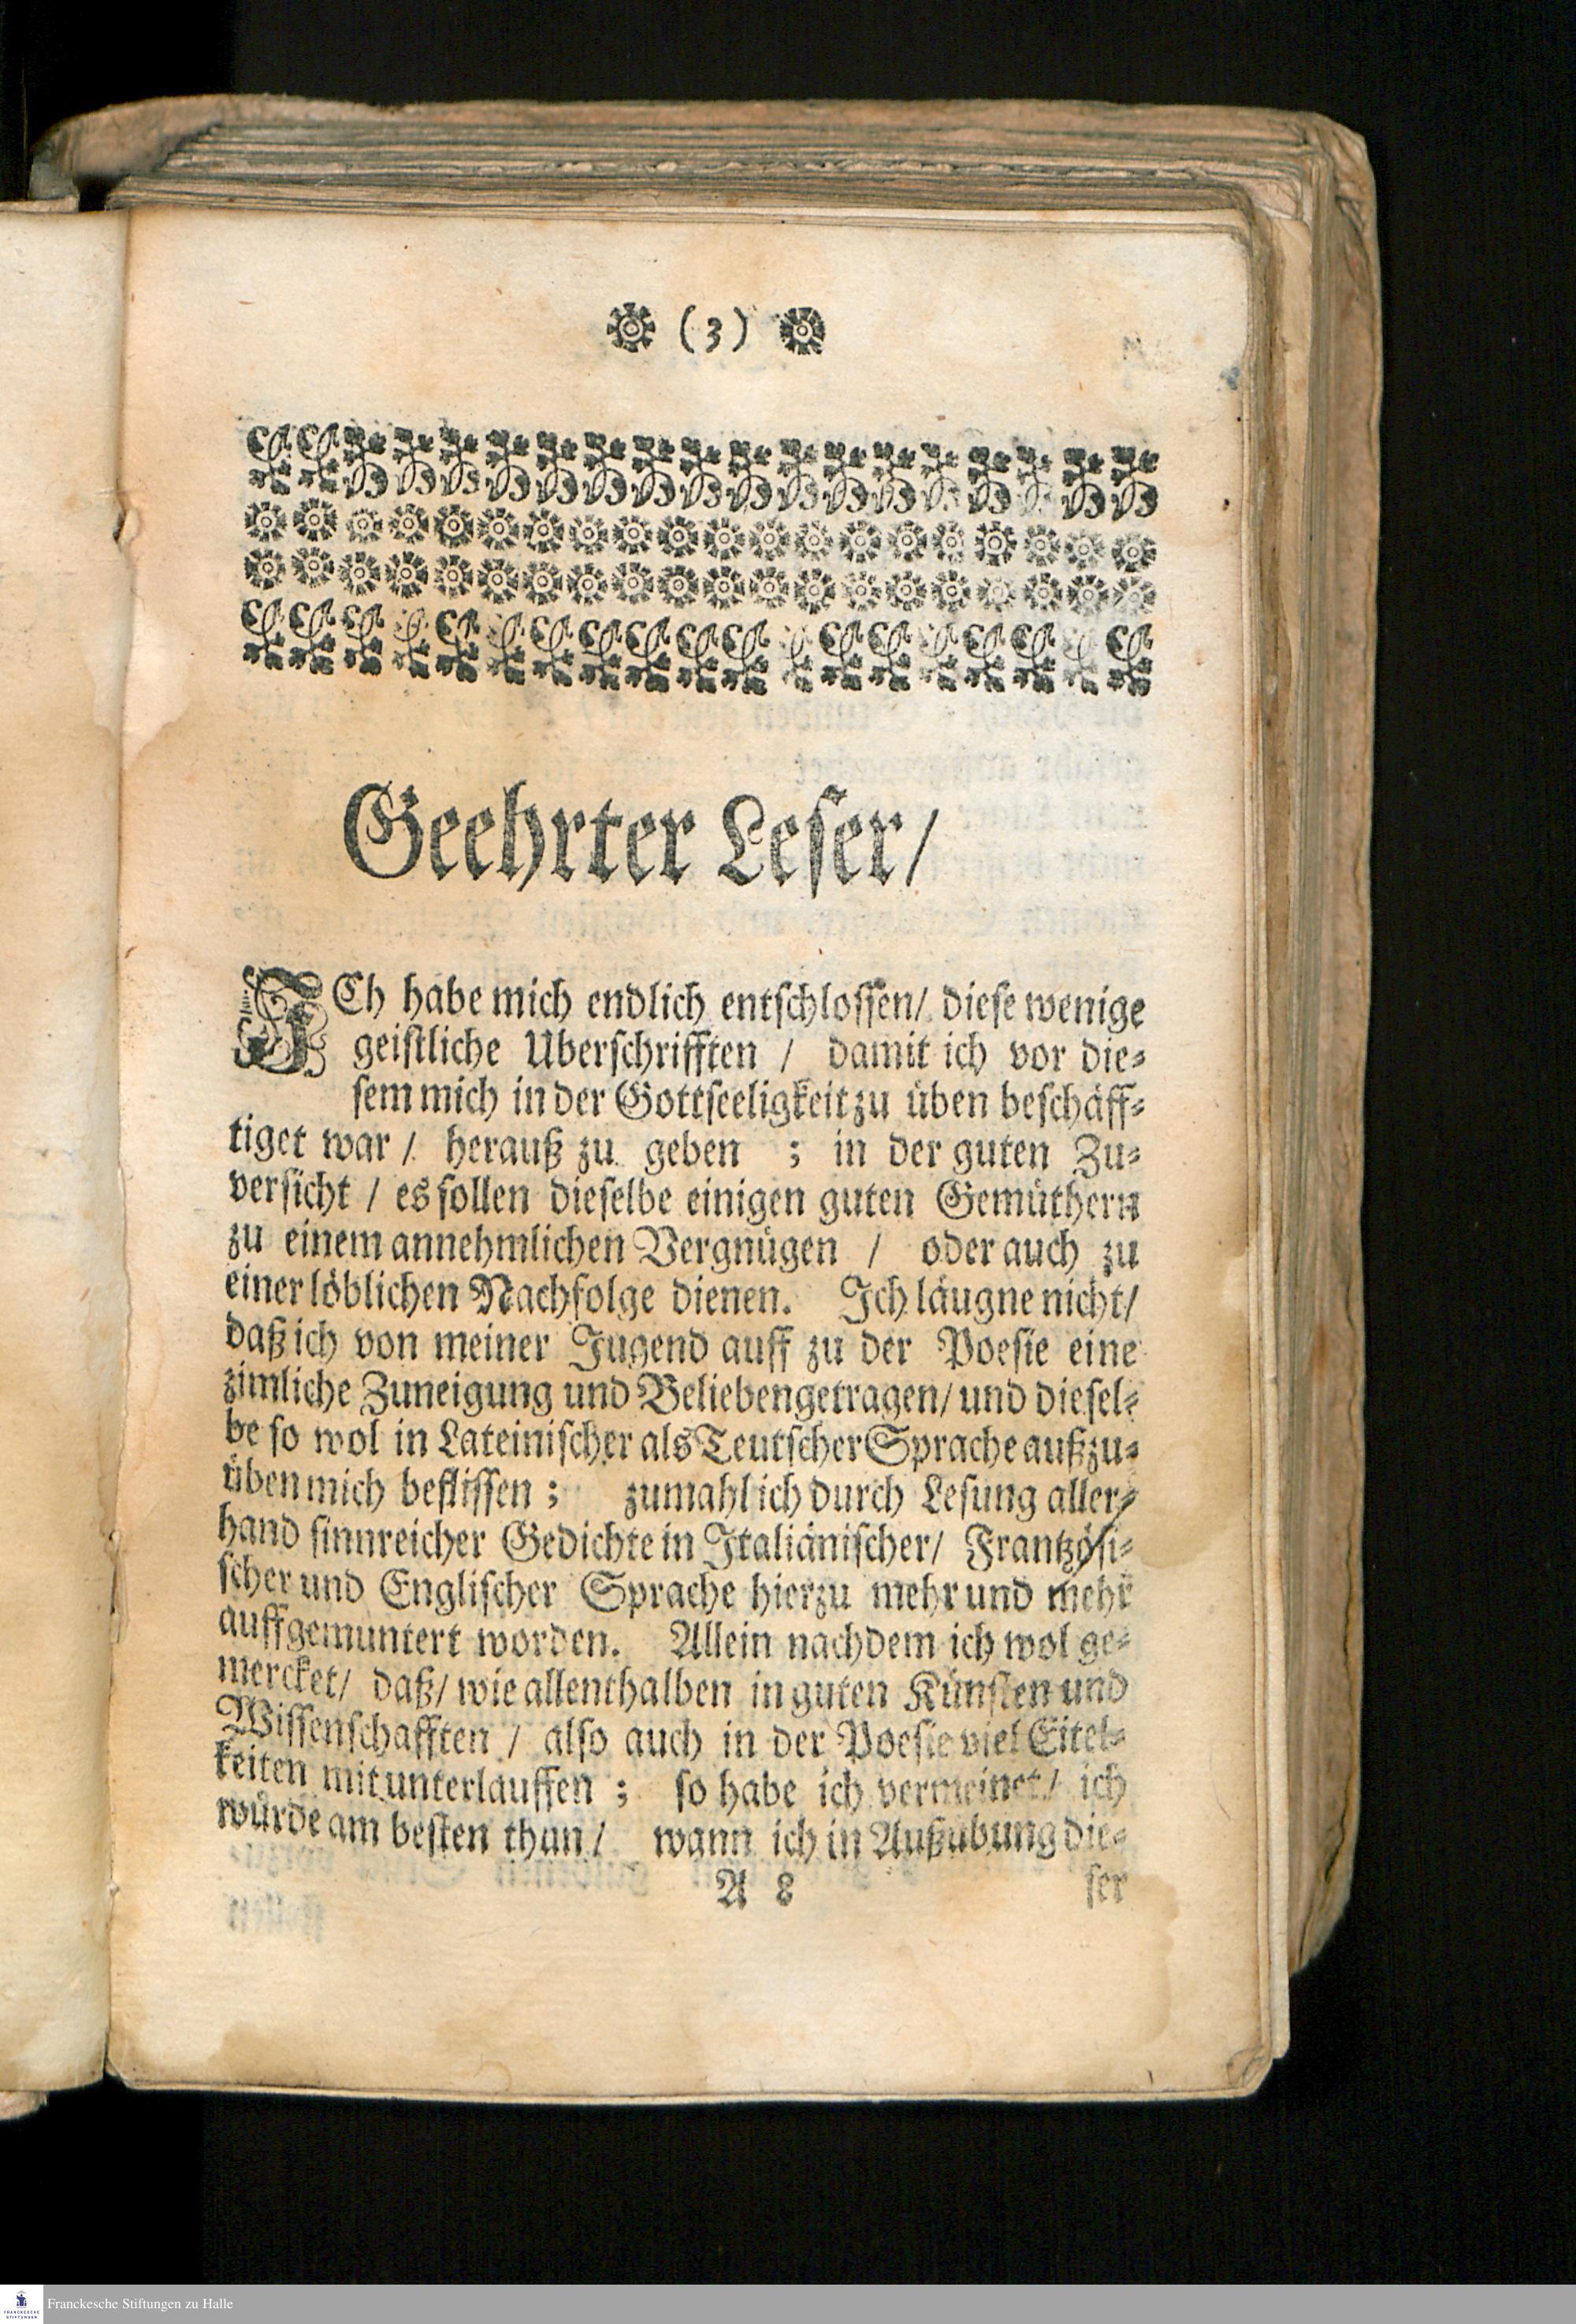 (3)
Geehrter Leser/
ICh habe mich endlich entschlossen/ diese wenige
geistliche Überschrifften / damit ich vor die-
sem mich in der Gottseeligkeit zu üben beschäff-
tiget war / herauß zu geben ; in der guten Zu-
versicht / es sollen dieselbe einigen guten Gemüthern
zu einem annehmlichen Vergnügen / oder auch zu
einer löblichen Nachfolge dienen. Ich läugne nicht/
daß ich von meiner Jugend auff zu der Poesie eine
zimliche Zuneigung und Belieben getragen/ und diesel-
be so wol in Lateinischer als Teutscher Sprache außzu-
üben mich beflissen ; zumahl ich durch Lesung aller-
hand sinnreicher Gedichte in Italiänischer/ Frantzösi-
scher und Englischer Sprache hierzu mehr und mehr
auffgemuntert worden. Allein nachdem ich wol ge-
mercket/ daß/ wie allenthalben in guten Künsten und
Wissenschafften / also auch in der Poesie viel Eitel-
keiten mit unterlauffen ; so habe ich vermeinet/ ich
würde am besten thun / wann ich in Außübung die-
A 2 ser
Franckesche Stiftungen zu Halle
FRANCKESCHE
STIFTUNGEN